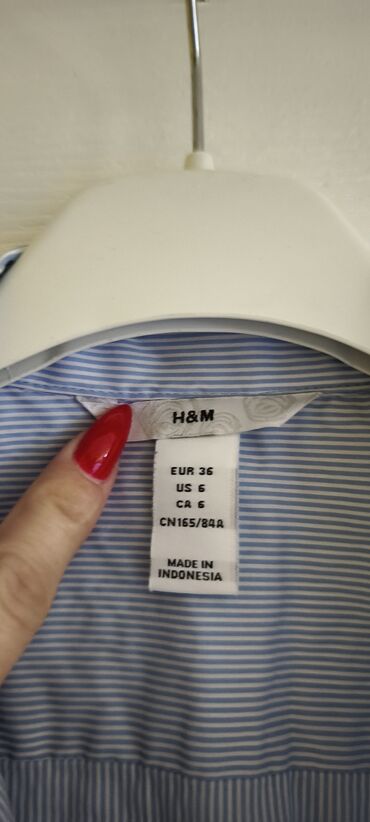 H&M
EUR 36
US 6
CA 6
CN165/84A
MADE IN
INDONESIA